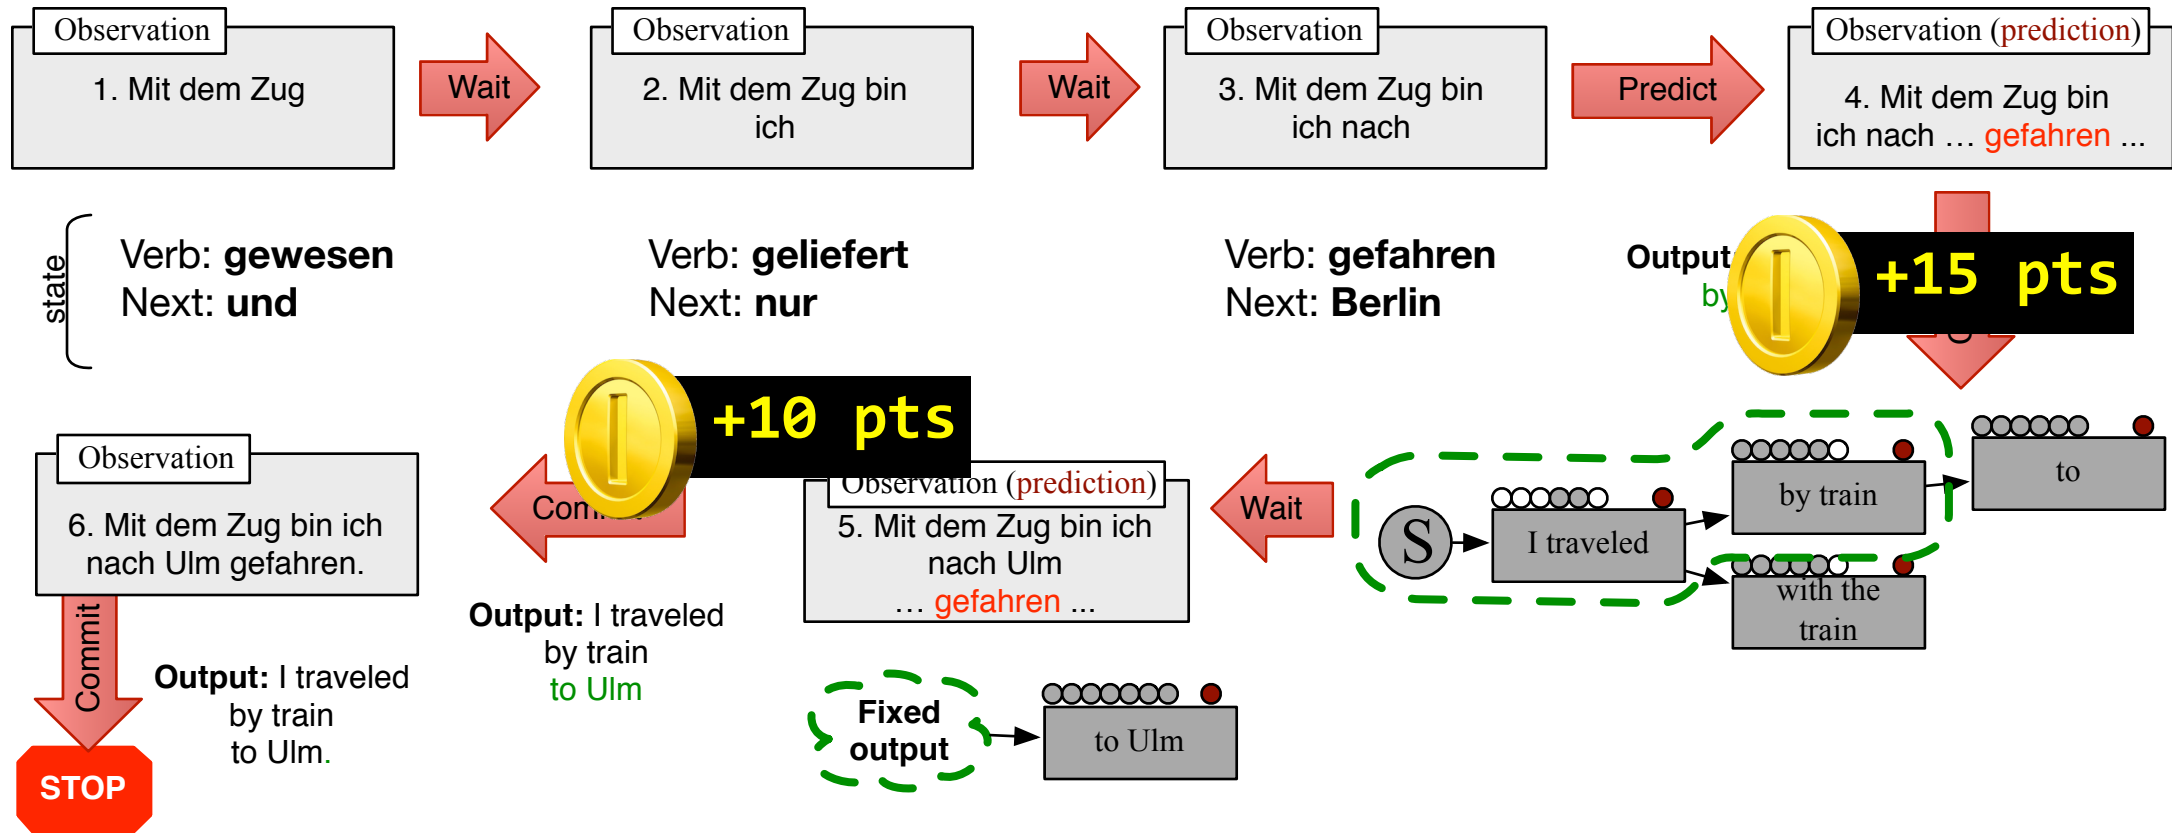 Observation
1. Mit dem Zug
Wait
Observation
2. Mit dem Zug bin
ich
Wait
Observation
3. Mit dem Zug bin
ich nach
Predict
Observation (prediction)
4. Mit dem Zug bin
ich nach … gefahren ...
state
Verb: gewesen
Next: und
Verb: geliefert
Next: nur
Verb: gefahren
Next: Berlin
Output:
by
+15 pts
S
I traveled
by train
to
with the
train
Wait
Observation (prediction)
5. Mit dem Zug bin ich
nach Ulm
… gefahren ...
Fixed
output
to Ulm
+10 pts
Output: I traveled
by train
to Ulm
Observation
6. Mit dem Zug bin ich
nach Ulm gefahren.
Commit
Output: I traveled
by train
to Ulm.
STOP